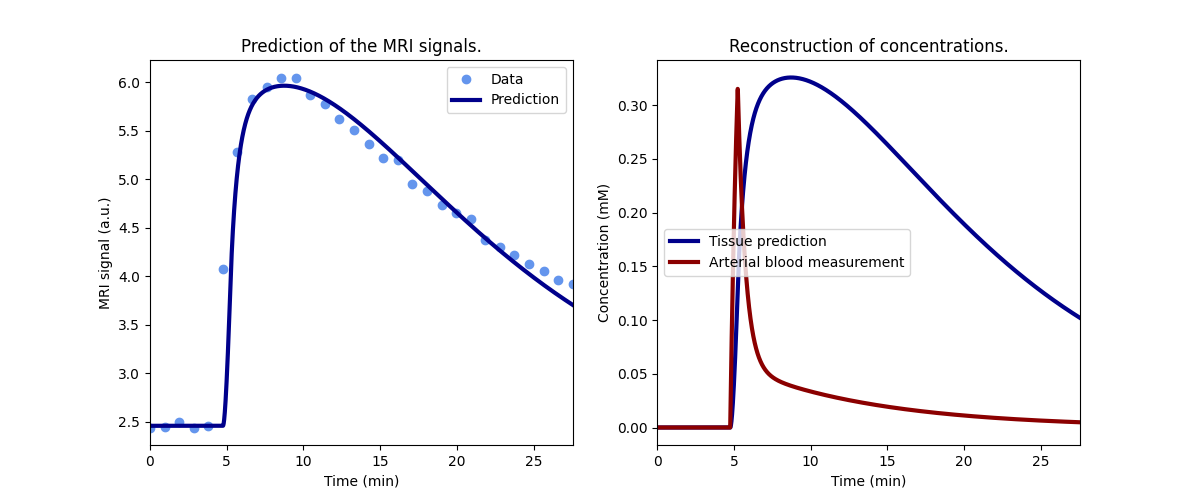 Prediction of the MRI signals.
MRI signal (a.u.)
6.0
5.5
5.0
4.5
4.0
3.5
3.0
2.5
Data
Prediction
0 5 10 15 20 25
Time (min)
Reconstruction of concentrations.
Concentration (mM)
0.30
0.25
0.20
0.15
0.10
0.05
0.00
Tissue prediction
Arterial blood measurement
0 5 10 15 20 25
Time (min)